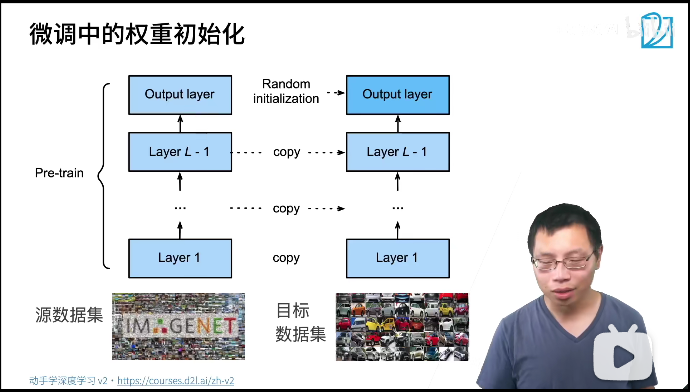 微调中的权重初始化
Output layer
Random
initialization
Output layer
Layer L - 1
copy
Layer L - 1
Pre-train
...
copy
...
Layer 1
copy
Layer 1
源数据集
IMAGENET
目标
数据集
动手学深度学习 v2 · https://courses.d2l.ai/zh-v2